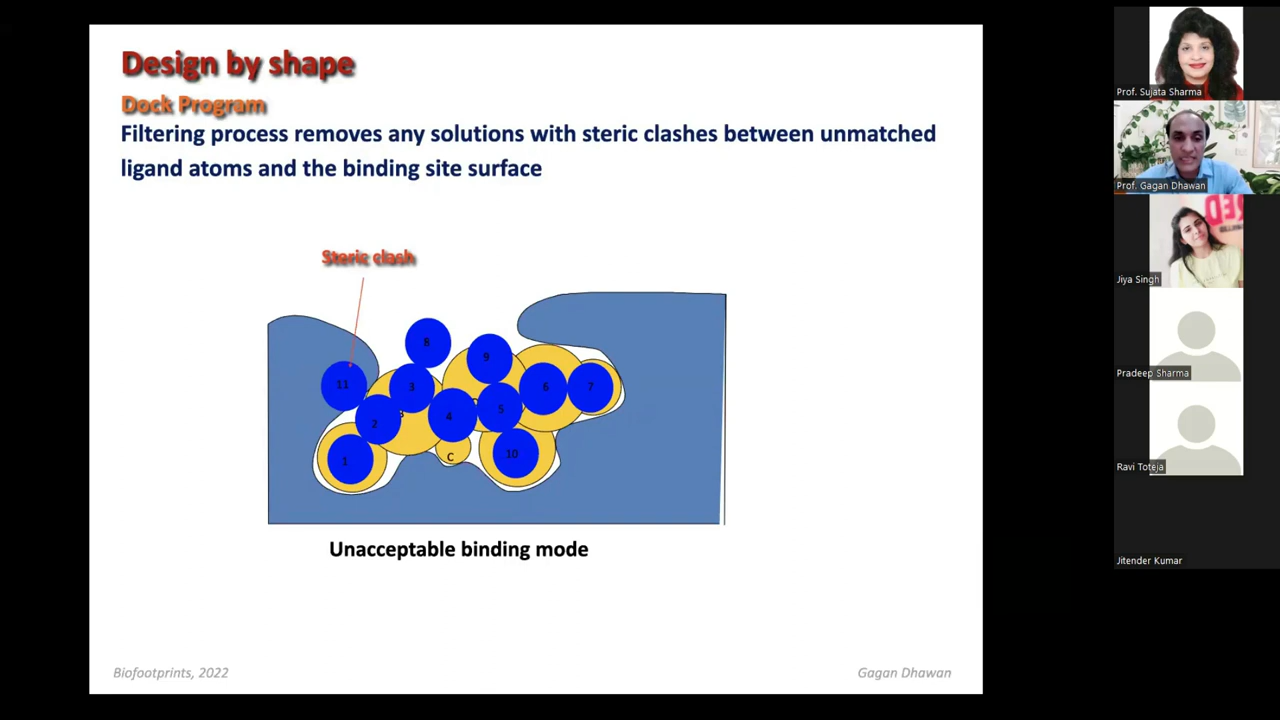 Design by shape
Dock Program
Filtering process removes any solutions with steric clashes between unmatched
ligand atoms and the binding site surface
Steric clash
8
9
11
3
6
7
5
4
2
B
1
C
10
Unacceptable binding mode
Biofootprints, 2022
Gagan Dhawan
Prof. Sujata Sharma
Prof. Gagan Dhawan
RED
Jiya Singh
Pradeep Sharma
Ravi Toteja
Jitender Kumar